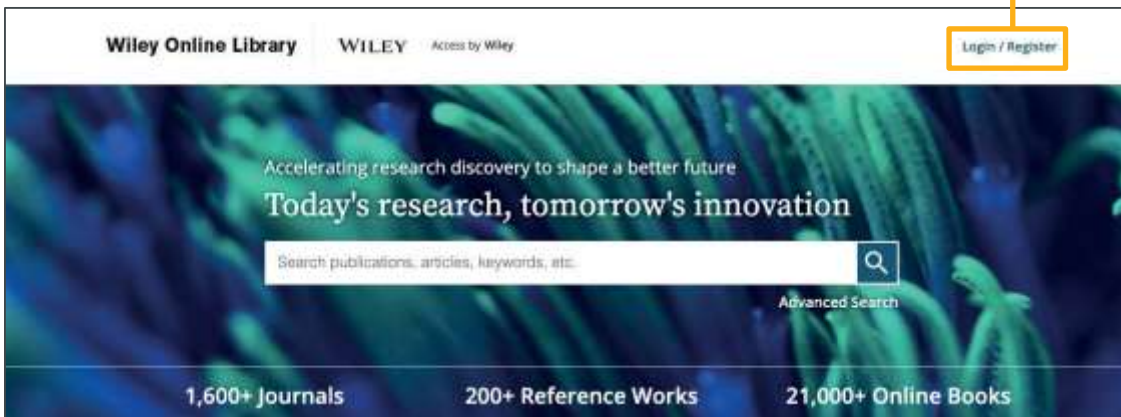 Wiley Online Library WILEY Access by Wiley Login / Register
Accelerating research discovery to shape a better future
Today's research, tomorrow's innovation
Search publications, articles, keywords, etc.
Advanced Search
1,600+ Journals 200+ Reference Works 21,000+ Online Books